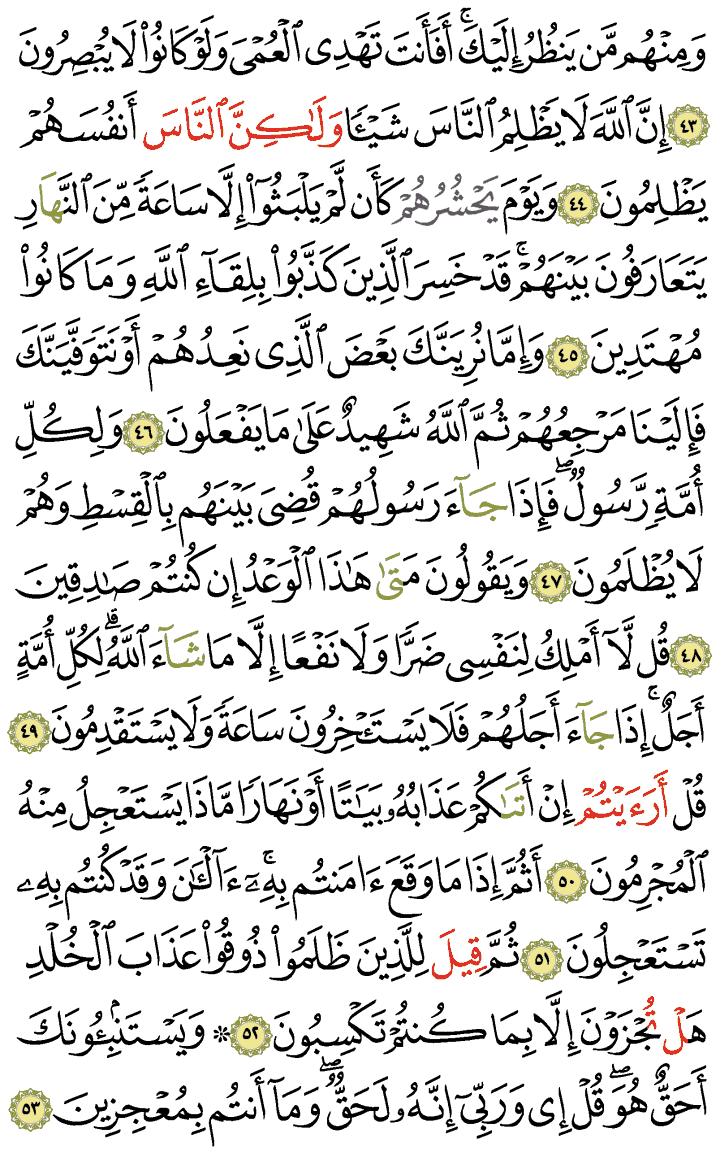 وَمِنْهُم مَّن يَنظُرُ إِلَيْكَ ۚ أَفَأَنتَ تَهْدِى ٱلْعُمْىَ وَلَوْ كَانُوا۟ لَا يُبْصِرُونَ
٤٣ إِنَّ ٱللَّهَ لَا يَظْلِمُ ٱلنَّاسَ شَيْـًٔا وَلَـٰكِنَّ ٱلنَّاسَ أَنفُسَهُمْ
يَظْلِمُونَ ٤٤ وَيَوْمَ يَحْشُرُهُمْ كَأَن لَّمْ يَلْبَثُوٓا۟ إِلَّا سَاعَةً مِّنَ ٱلنَّهَارِ
يَتَعَارَفُونَ بَيْنَهُمْ ۚ قَدْ خَسِرَ ٱلَّذِينَ كَذَّبُوا۟ بِلِقَآءِ ٱللَّهِ وَمَا كَانُوا۟
مُهْتَدِينَ ٤٥ وَإِمَّا نُرِيَنَّكَ بَعْضَ ٱلَّذِى نَعِدُهُمْ أَوْ نَتَوَفَّيَنَّكَ
فَإِلَيْنَا مَرْجِعُهُمْ ثُمَّ ٱللَّهُ شَهِيدٌ عَلَىٰ مَا يَفْعَلُونَ ٤٦ وَلِكُلِّ
أُمَّةٍ رَّسُولٌ ۖ فَإِذَا جَآءَ رَسُولُهُمْ قُضِىَ بَيْنَهُم بِٱلْقِسْطِ وَهُمْ
لَا يُظْلَمُونَ ٤٧ وَيَقُولُونَ مَتَىٰ هَـٰذَا ٱلْوَعْدُ إِن كُنتُمْ صَـٰدِقِينَ
٤٨ قُل لَّآ أَمْلِكُ لِنَفْسِى ضَرًّا وَلَا نَفْعًا إِلَّا مَا شَآءَ ٱللَّهُ ۗ لِكُلِّ أُمَّةٍ
أَجَلٌ ۚ إِذَا جَآءَ أَجَلُهُمْ فَلَا يَسْتَـْٔخِرُونَ سَاعَةً وَلَا يَسْتَقْدِمُونَ ٤٩
قُلْ أَرَءَيْتُمْ إِنْ أَتَىٰكُمْ عَذَابُهُۥ بَيَـٰتًا أَوْ نَهَارًا مَّاذَا يَسْتَعْجِلُ مِنْهُ
ٱلْمُجْرِمُونَ ٥٠ أَثُمَّ إِذَا مَا وَقَعَ ءَامَنتُم بِهِۦٓ ۚ ءَآلْـَٔـٰنَ وَقَدْ كُنتُم بِهِۦ
تَسْتَعْجِلُونَ ٥١ ثُمَّ قِيلَ لِلَّذِينَ ظَلَمُوا۟ ذُوقُوا۟ عَذَابَ ٱلْخُلْدِ
هَلْ تُجْزَوْنَ إِلَّا بِمَا كُنتُمْ تَكْسِبُونَ ٥٢ * وَيَسْتَنۢبِـُٔونَكَ
أَحَقٌّ هُوَ ۖ قُلْ إِى وَرَبِّىٓ إِنَّهُۥ لَحَقٌّ ۖ وَمَآ أَنتُم بِمُعْجِزِينَ ٥٣